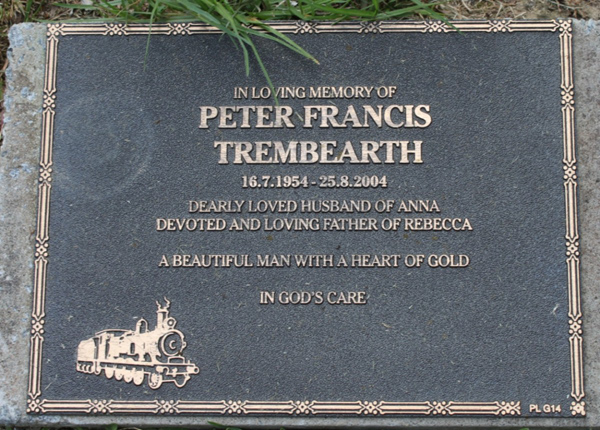 IN LOVING MEMORY OF
PETER FRANCIS
TREMBEARTH
16.7.1954 - 25.8.2004
DEARLY LOVED HUSBAND OF ANNA
DEVOTED AND LOVING FATHER OF REBECCA
A BEAUTIFUL MAN WITH A HEART OF GOLD
IN GOD'S CARE
PL G14